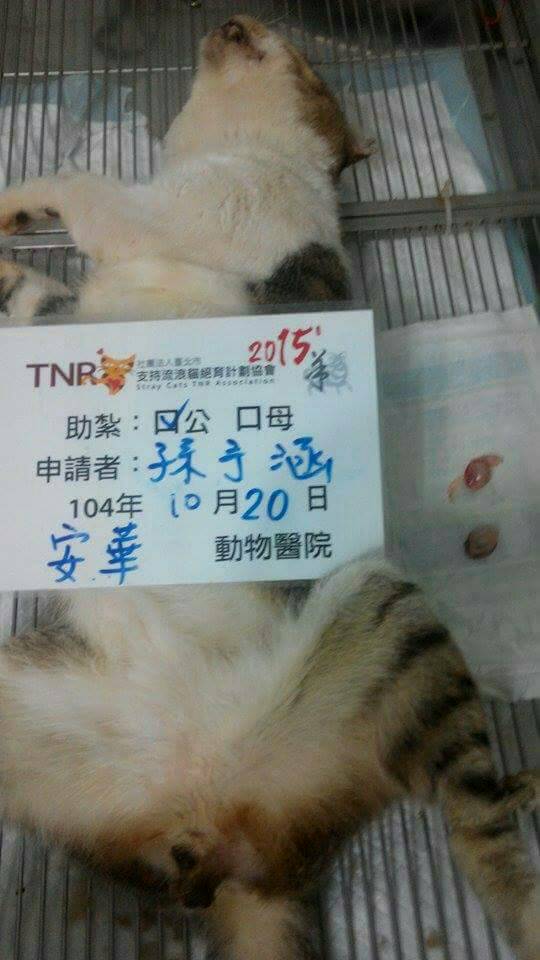 TNR 社團法人臺北市
支持流浪貓絕育計劃協會
Stray Cats TNR Association
2015
助紮：☑公 口母
申請者：孫于涵
104年 10月20日
安華 動物醫院